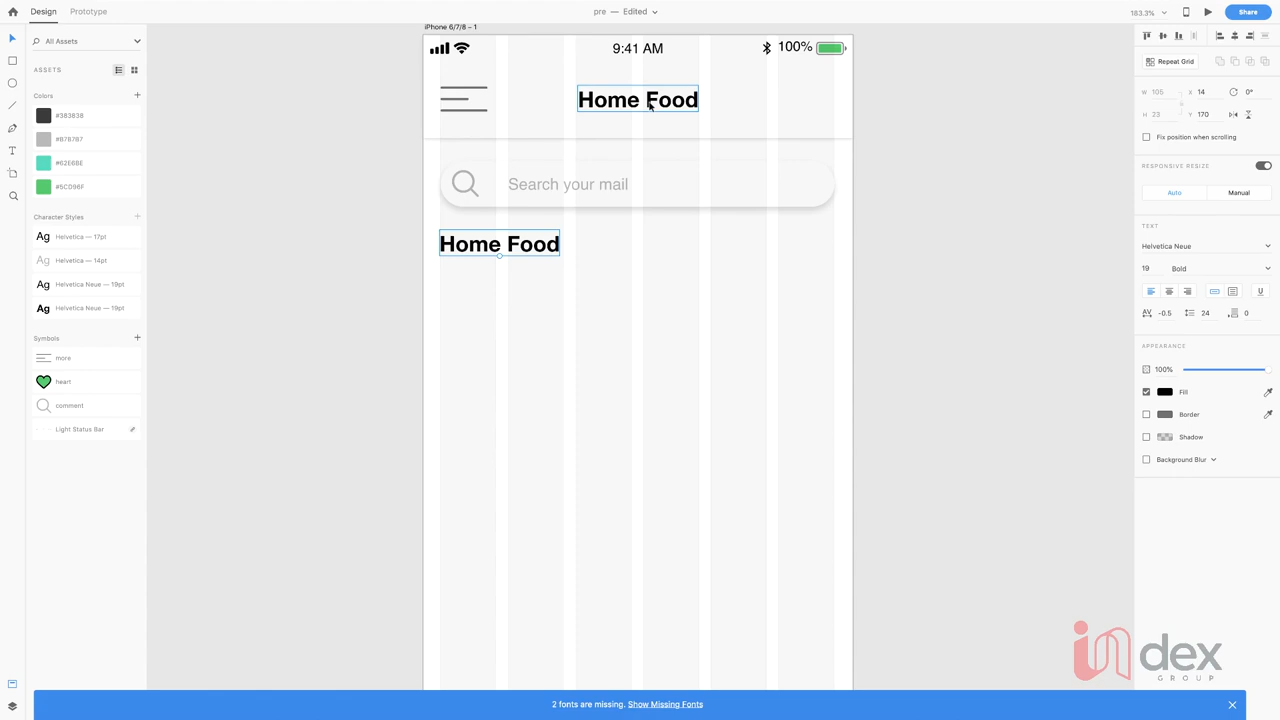 Design Prototype
pre — Edited
183.3%
Share
All Assets
ASSETS
Colors
#383838
#B7B7B7
#62E6BE
#5CD96F
Character Styles
Ag Helvetica — 17pt
Ag Helvetica — 14pt
Ag Helvetica Neue — 19pt
Ag Helvetica Neue — 19pt
Symbols
more
heart
comment
Light Status Bar
iPhone 6/7/8 – 1
9:41 AM
100%
Home Food
Search your mail
Home Food
Repeat Grid
W 105 X 14 0°
H 23 Y 170
Fix position when scrolling
RESPONSIVE RESIZE
Auto Manual
TEXT
Helvetica Neue
19 Bold
U
AV -0.5 24 0
APPEARANCE
100%
Fill
Border
Shadow
Background Blur
index
GROUP
2 fonts are missing. Show Missing Fonts